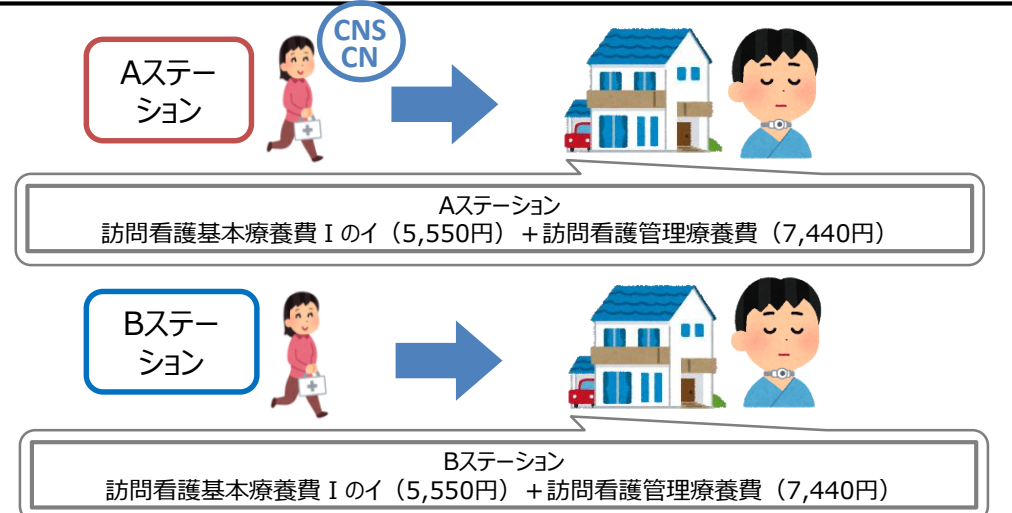 CNS
CN
Aステー
ション
Aステーション
訪問看護基本療養費Ⅰのイ（5,550円）＋訪問看護管理療養費（7,440円）
Bステー
ション
Bステーション
訪問看護基本療養費Ⅰのイ（5,550円）＋訪問看護管理療養費（7,440円）